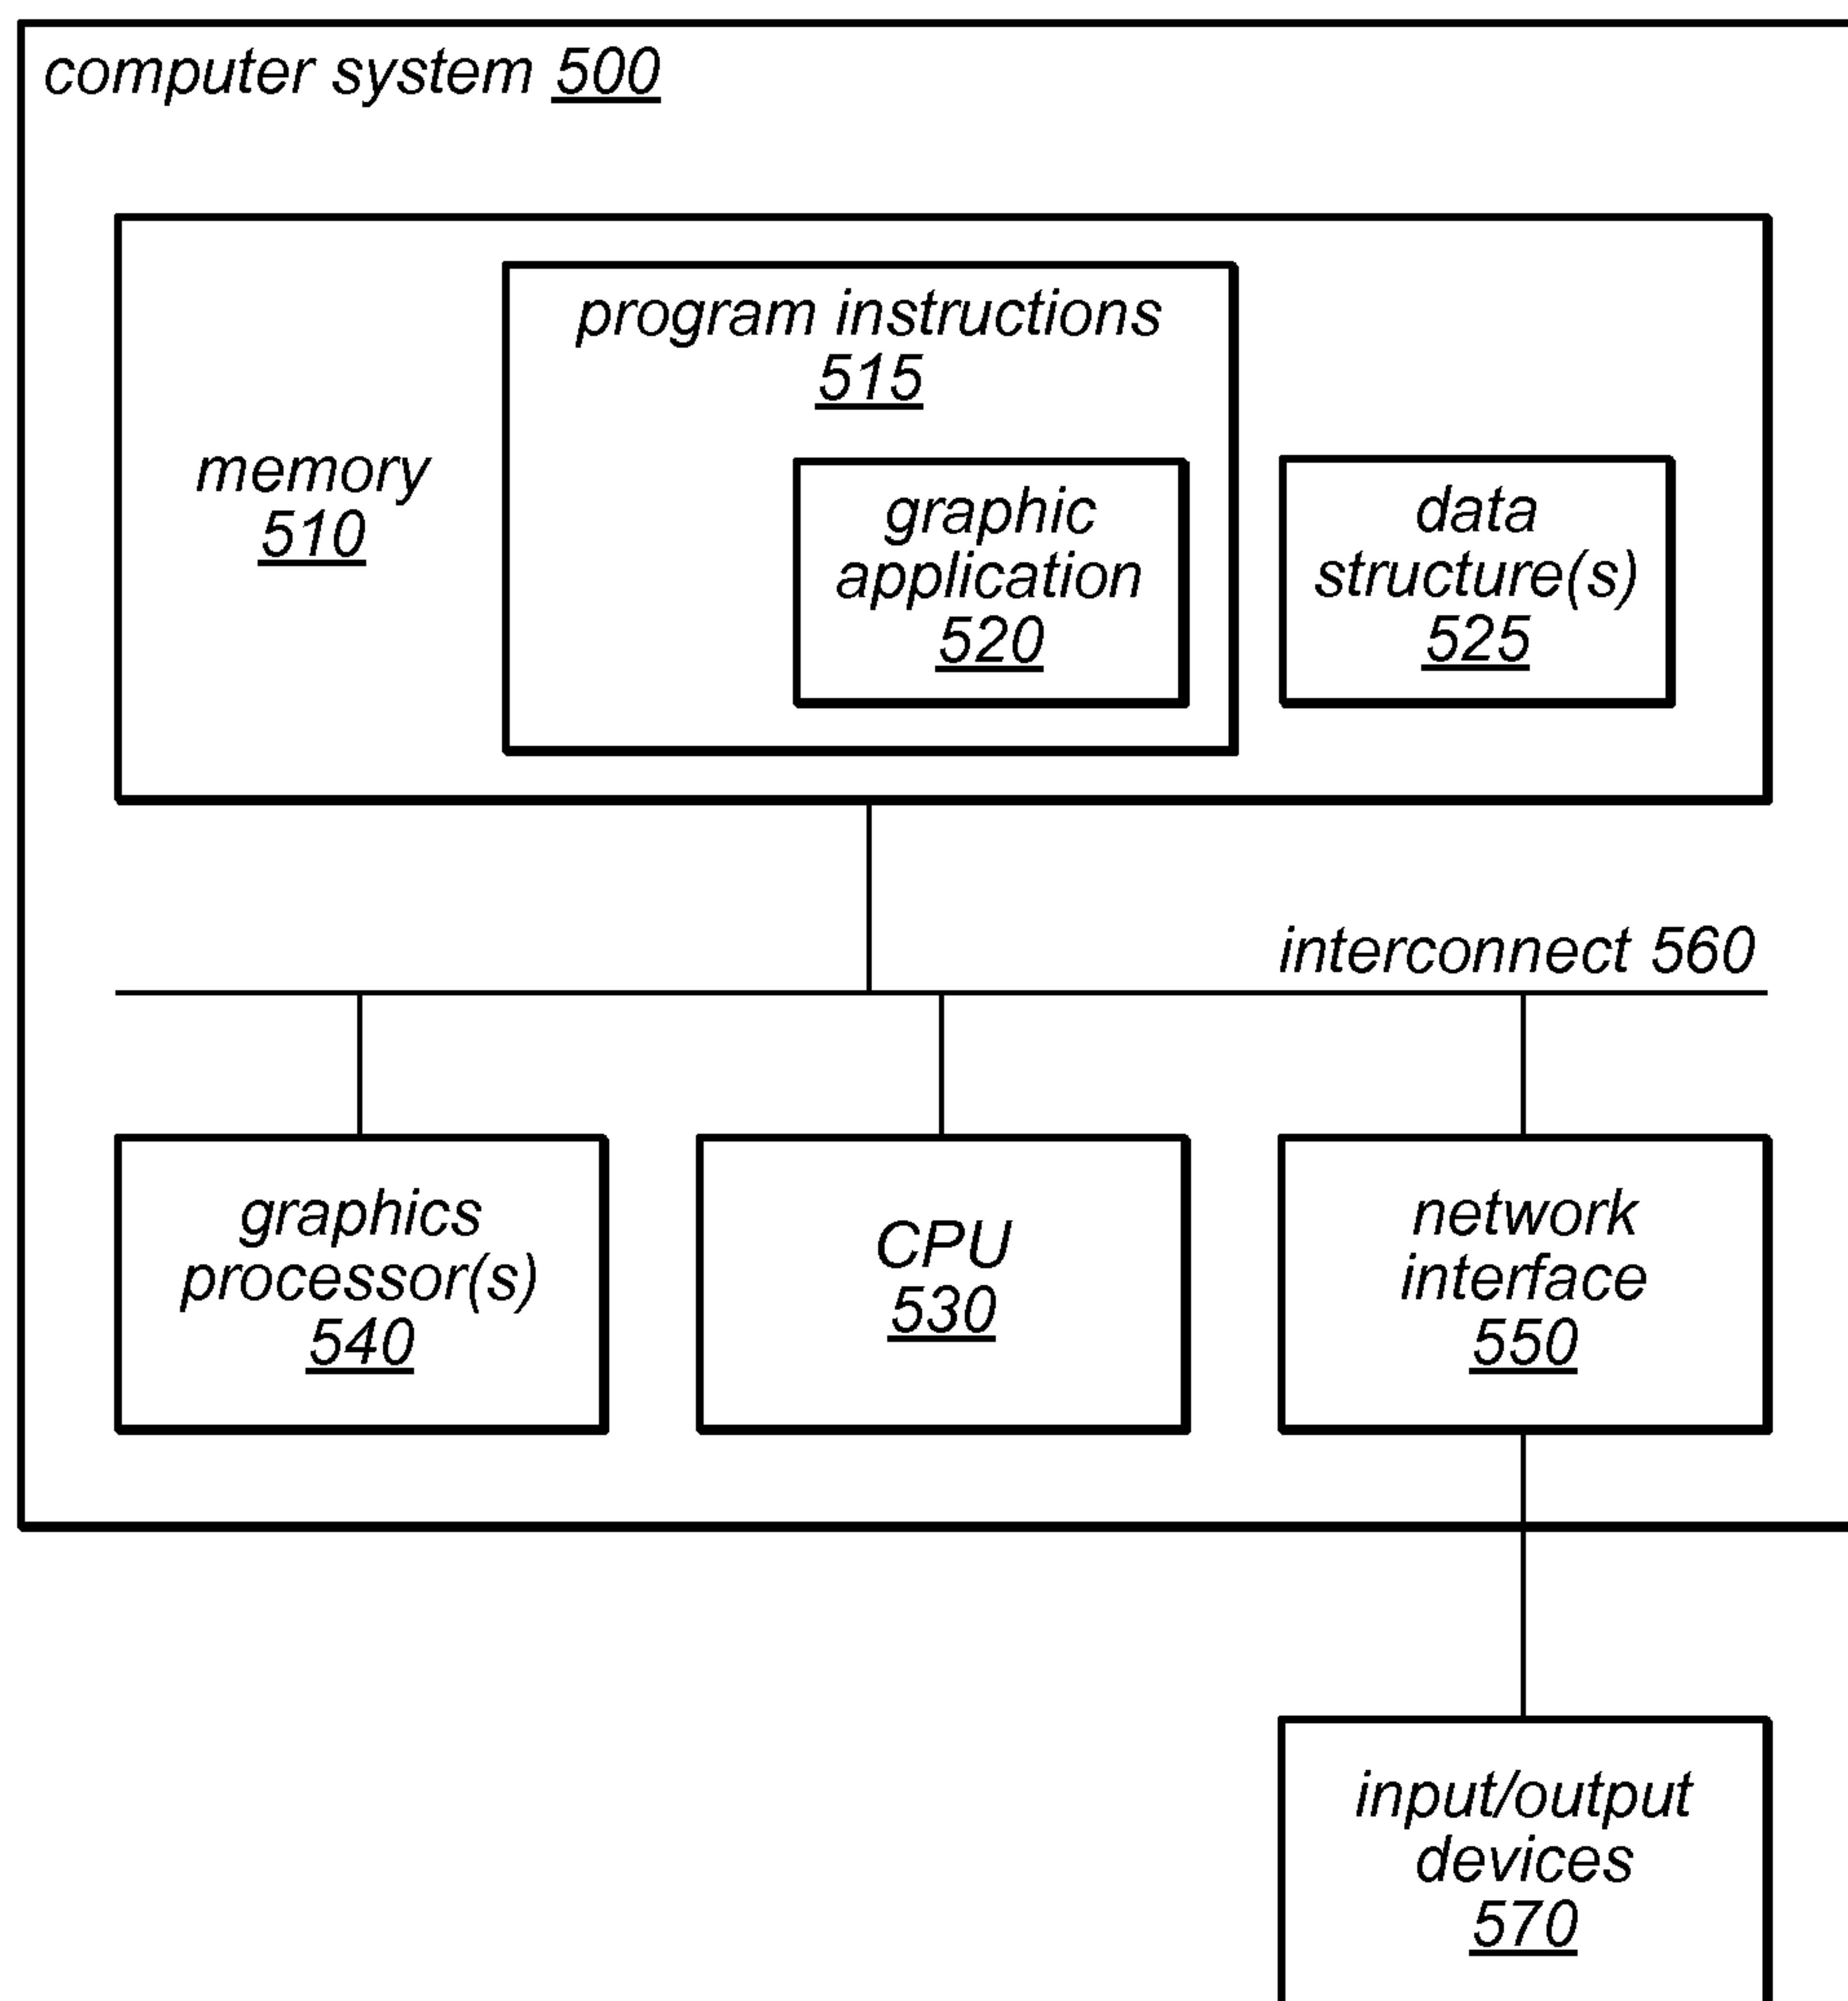 computer system 500
program instructions
515
memory
510
graphic
application
520
data
structure(s)
525
interconnect 560
graphics
processor(s)
540
CPU
530
network
interface
550
input/output
devices
570